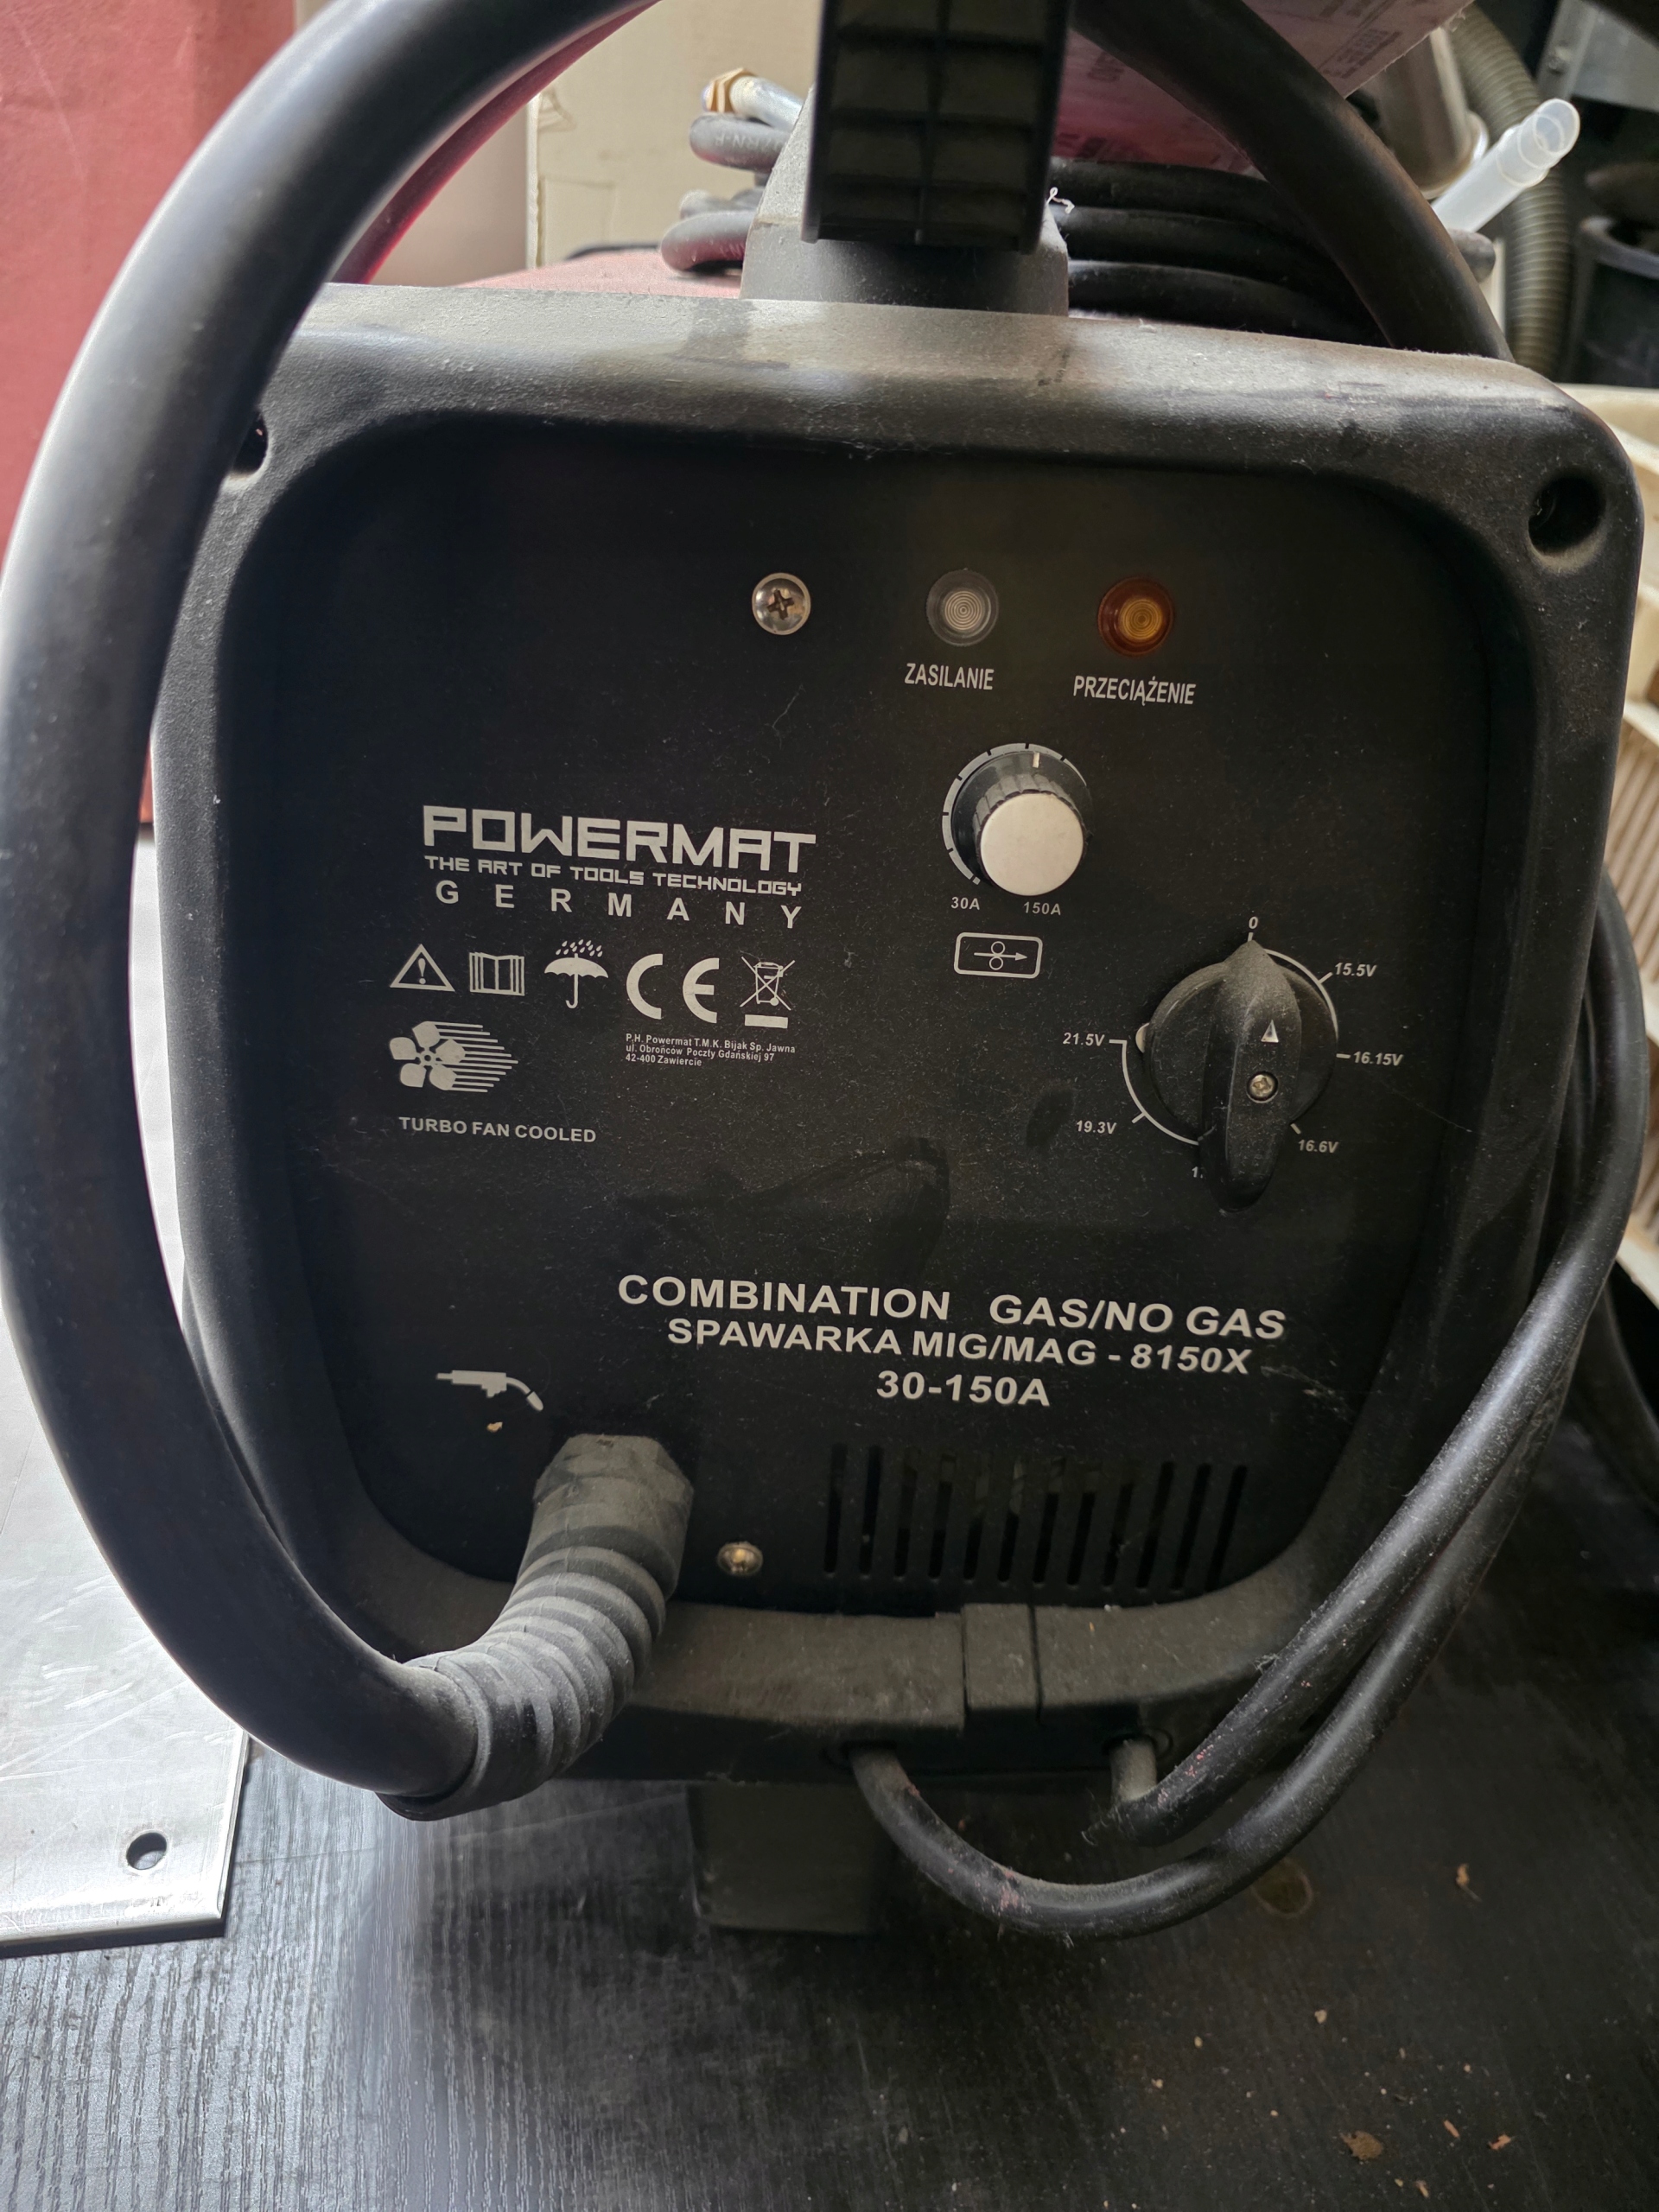 ZASILANIE
PRZECIĄŻENIE
POWERMAT
THE ART OF TOOLS TECHNOLOGY
GERMANY
30A
150A
0
15.5V
16.15V
16.6V
19.3V
21.5V
CE
P.H. Powermat T.M.K. Bijak Sp. Jawna
ul. Obrońców Poczty Gdańskiej 97
42-400 Zawiercie
TURBO FAN COOLED
COMBINATION GAS/NO GAS
SPAWARKA MIG/MAG - 8150X
30-150A